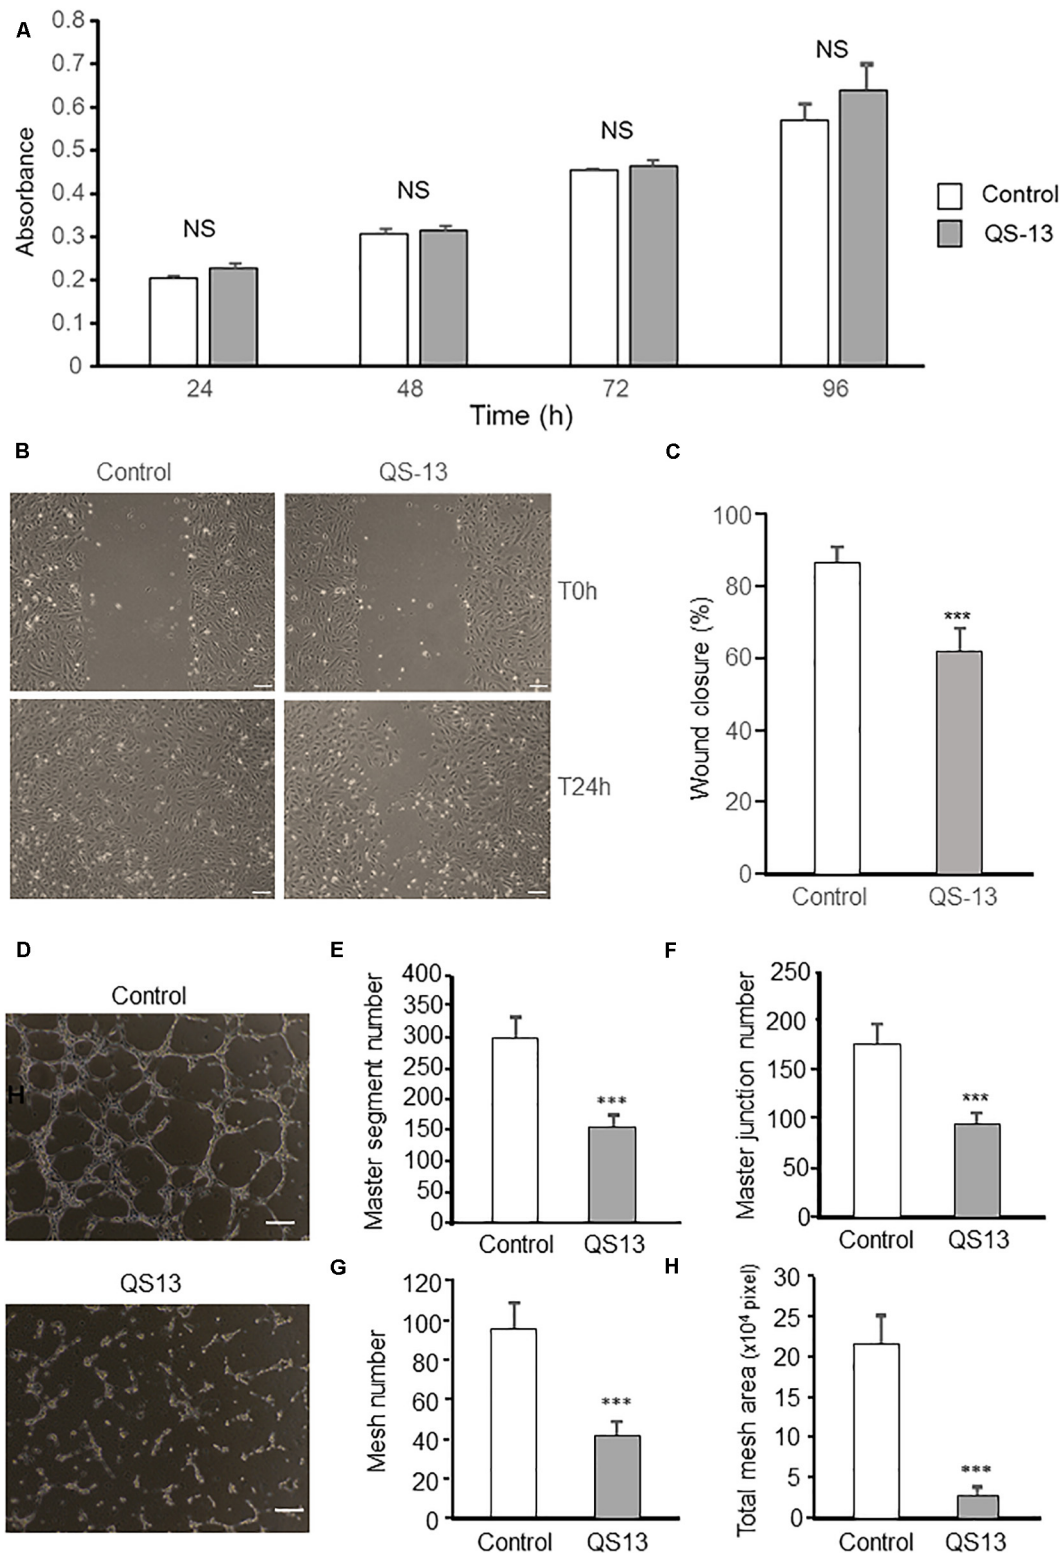 A
0.8
0.7
0.6
0.5
0.4
0.3
0.2
0.1
0
Absorbance
NS
NS
NS
NS
24
48
72
96
Time (h)
Control
QS-13
B
Control
QS-13
T0h
T24h
C
100
80
60
40
20
0
Wound closure (%)
***
Control
QS-13
D
Control
H
QS13
E
400
350
300
250
200
150
100
50
0
Master segment number
***
Control
QS13
F
250
200
150
100
50
0
Master junction number
***
Control
QS13
G
120
100
80
60
40
20
0
Mesh number
***
Control
QS13
H
30
25
20
15
10
5
0
Total mesh area (x10⁴ pixel)
***
Control
QS13